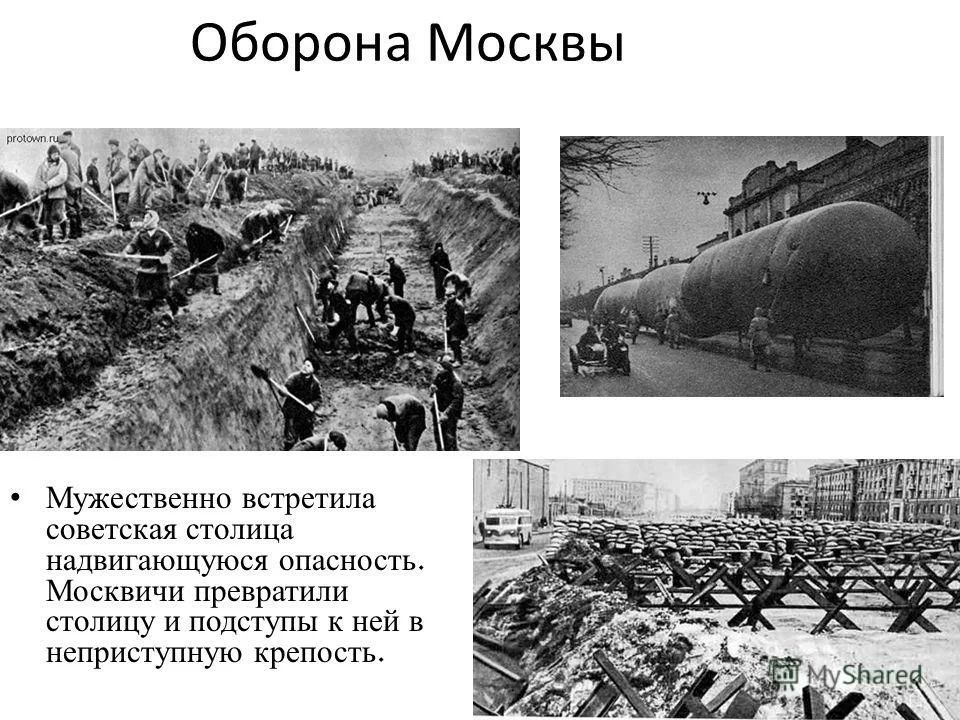 Оборона Москвы
protown.ru
• Мужественно встретила
советская столица
надвигающуюся опасность.
Москвичи превратили
столицу и подступы к ней в
неприступную крепость.
MyShared